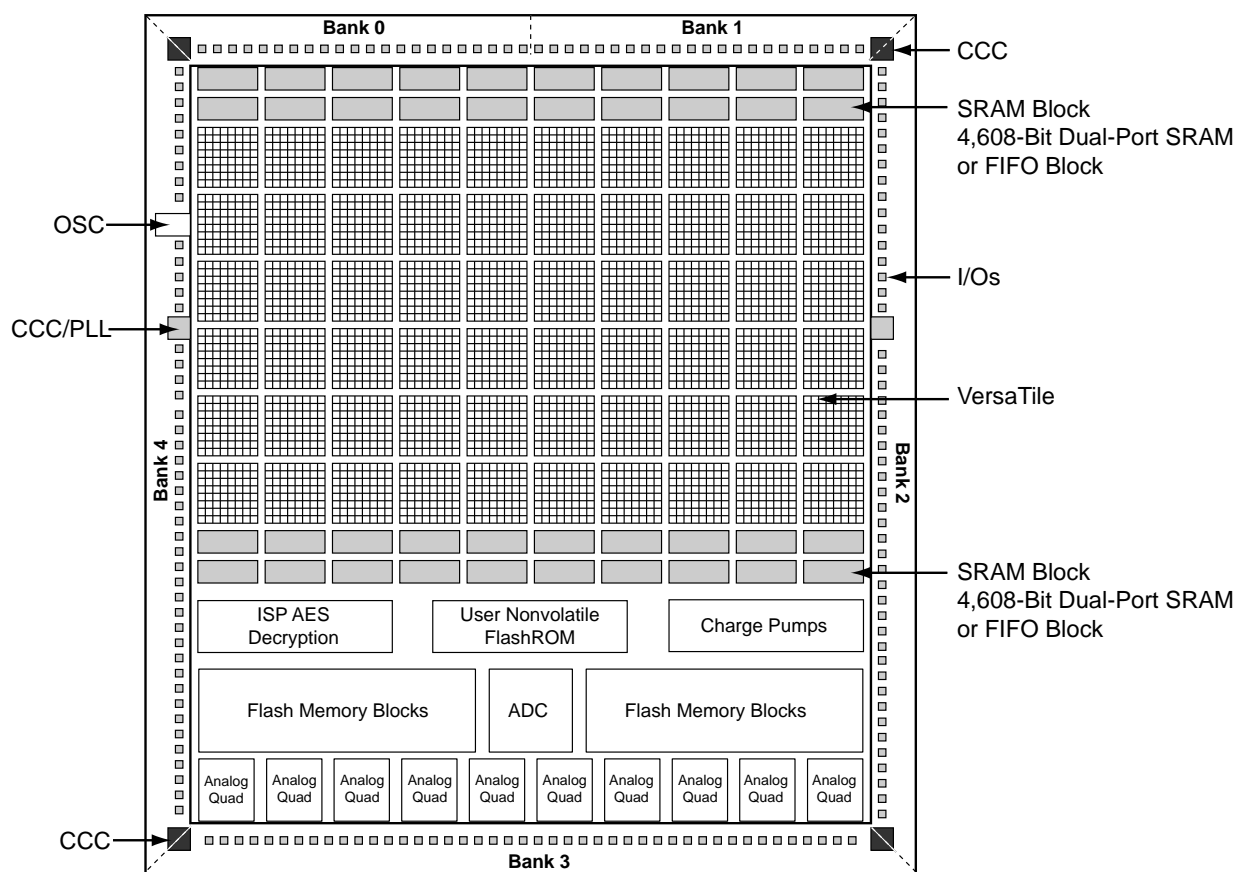 Bank 0
Bank 1
CCC
SRAM Block
4,608-Bit Dual-Port SRAM
or FIFO Block
OSC
I/Os
CCC/PLL
VersaTile
Bank 4
Bank 2
SRAM Block
4,608-Bit Dual-Port SRAM
or FIFO Block
ISP AES
Decryption
User Nonvolatile
FlashROM
Charge Pumps
Flash Memory Blocks
ADC
Flash Memory Blocks
Analog
Quad
Analog
Quad
Analog
Quad
Analog
Quad
Analog
Quad
Analog
Quad
Analog
Quad
Analog
Quad
Analog
Quad
Analog
Quad
CCC
Bank 3